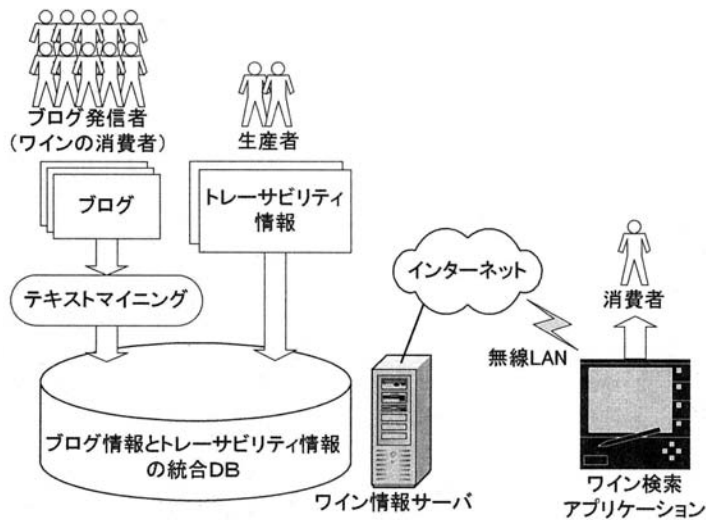 ブログ発信者
(ワインの消費者)
生産者
ブログ
トレーサビリティ
情報
テキストマイニング
インターネット
消費者
無線LAN
ブログ情報とトレーサビリティ情報
の統合DB
ワイン情報サーバ
ワイン検索
アプリケーション